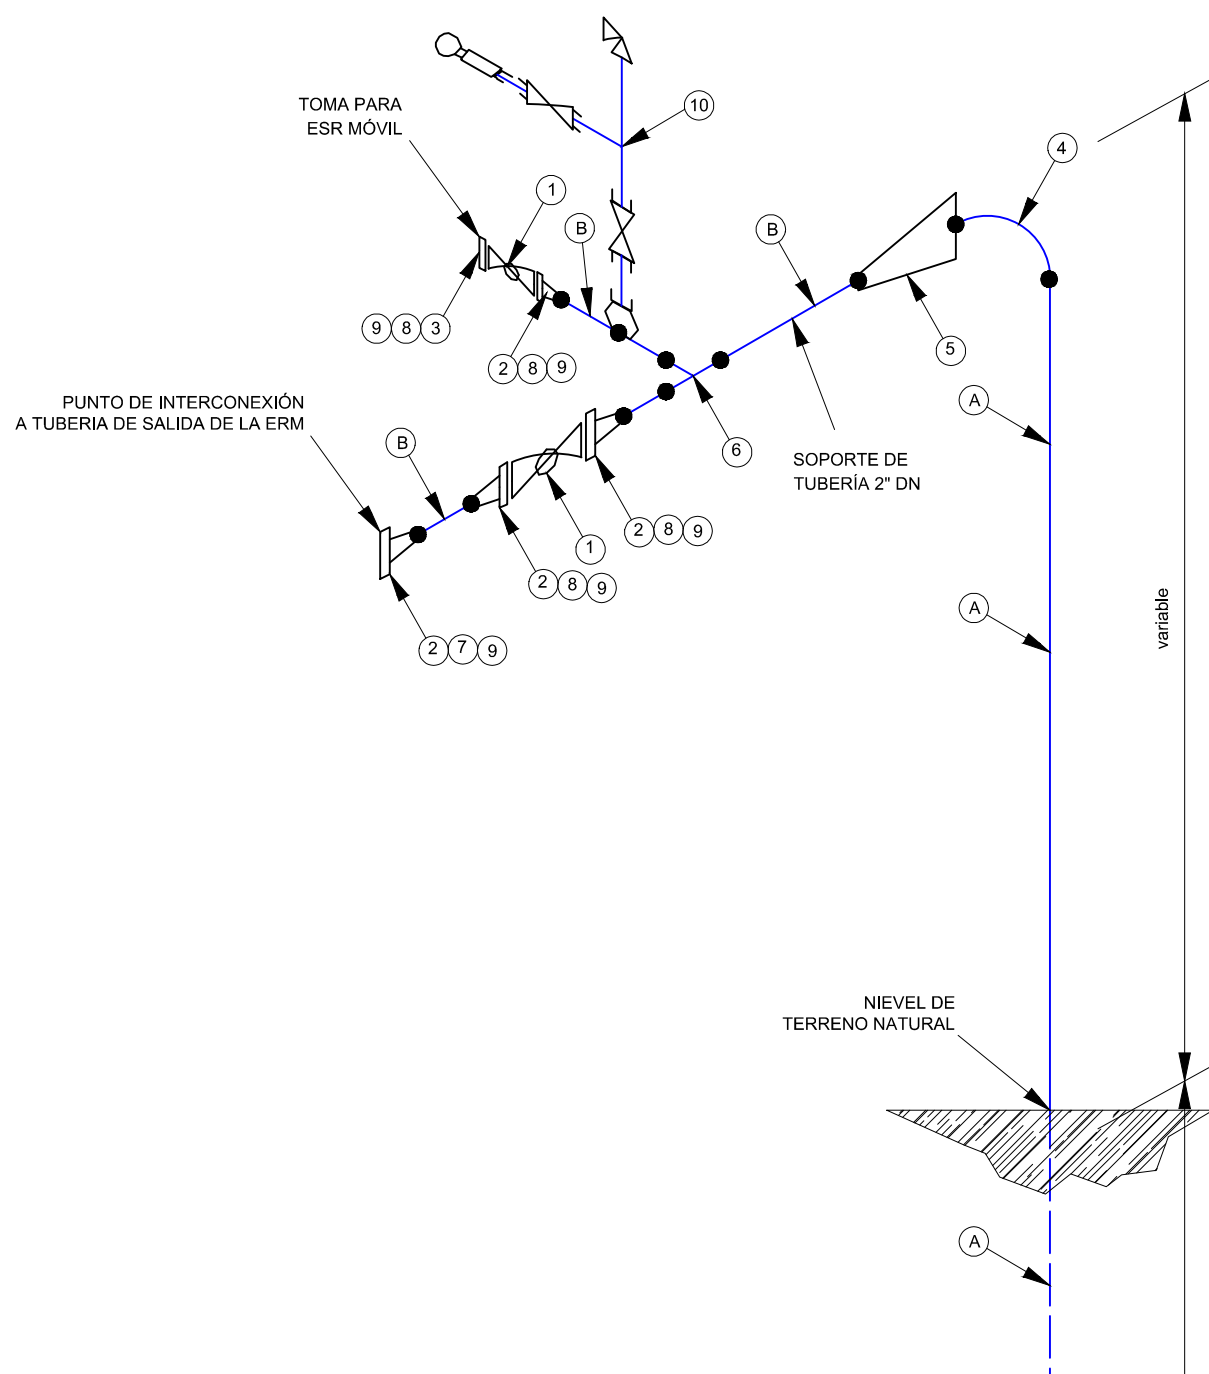 10
TOMA PARA
ESR MÓVIL
4
1
B
B
9 8 3
2 8 9
5
PUNTO DE INTERCONEXIÓN
A TUBERIA DE SALIDA DE LA ERM
A
B
6
SOPORTE DE
TUBERÍA 2" DN
2 8 9
1
2 8 9
A
variable
2 7 9
NIEVEL DE
TERRENO NATURAL
A